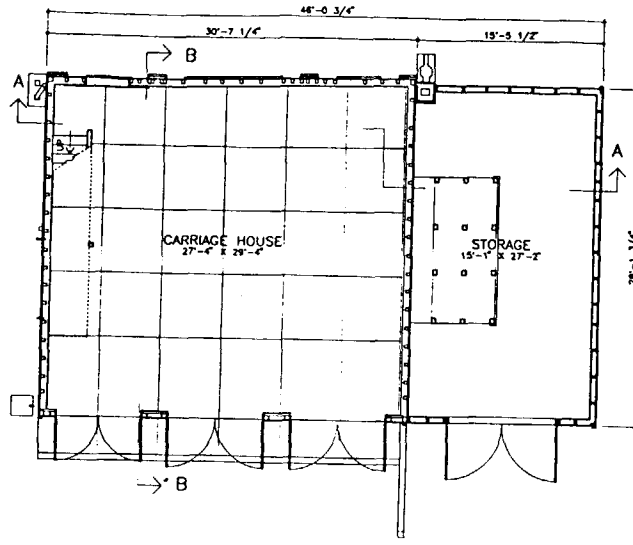 46'-0 3/4"
30'-7 1/4"
15'-5 1/2"
B
A
A
CARRIAGE HOUSE
27'-4" X 29'-4"
STORAGE
15'-1" X 27'-2"
B